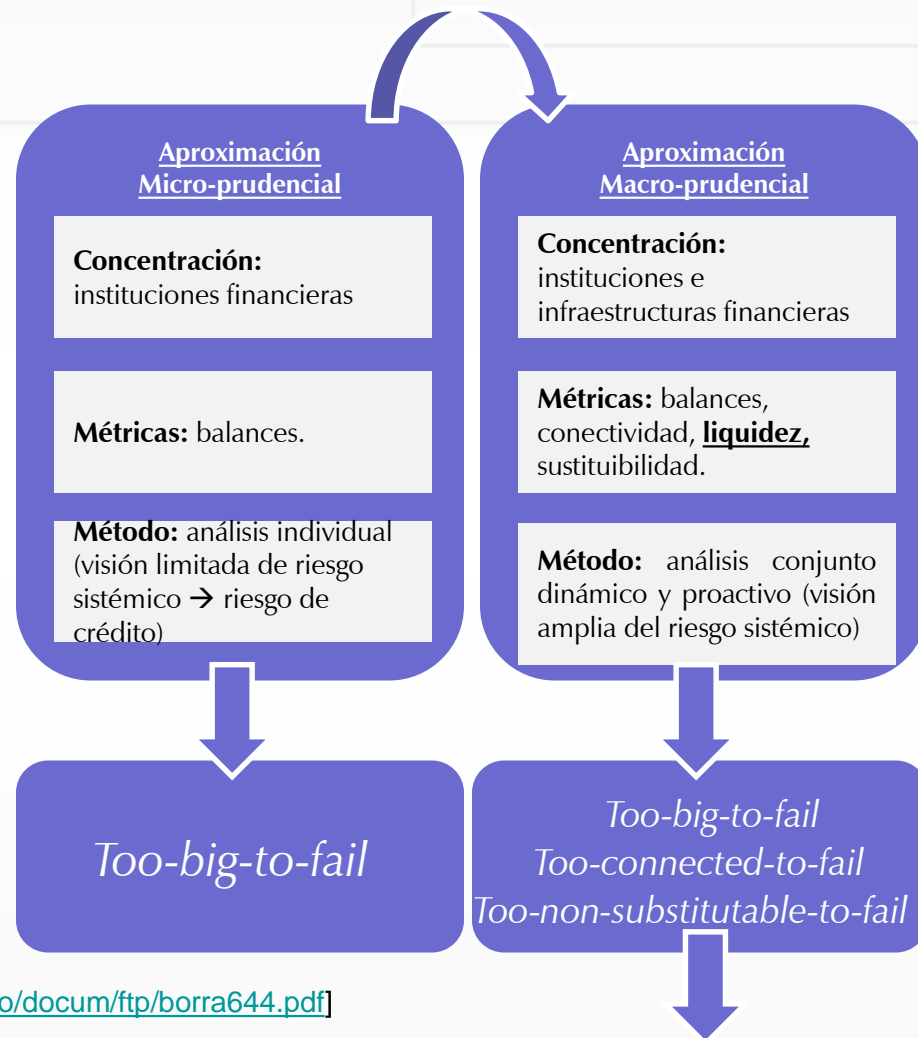 Aproximación
Micro-prudencial
Concentración:
instituciones financieras
Métricas: balances.
Método: análisis individual
(visión limitada de riesgo
sistémico → riesgo de
crédito)
Too-big-to-fail
Aproximación
Macro-prudencial
Concentración:
instituciones e
infraestructuras financieras
Métricas: balances,
conectividad, liquidez,
sustituibilidad.
Método: análisis conjunto
dinámico y proactivo (visión
amplia del riesgo sistémico)
Too-big-to-fail
Too-connected-to-fail
Too-non-substitutable-to-fail
o/docum/ftp/borra644.pdf]